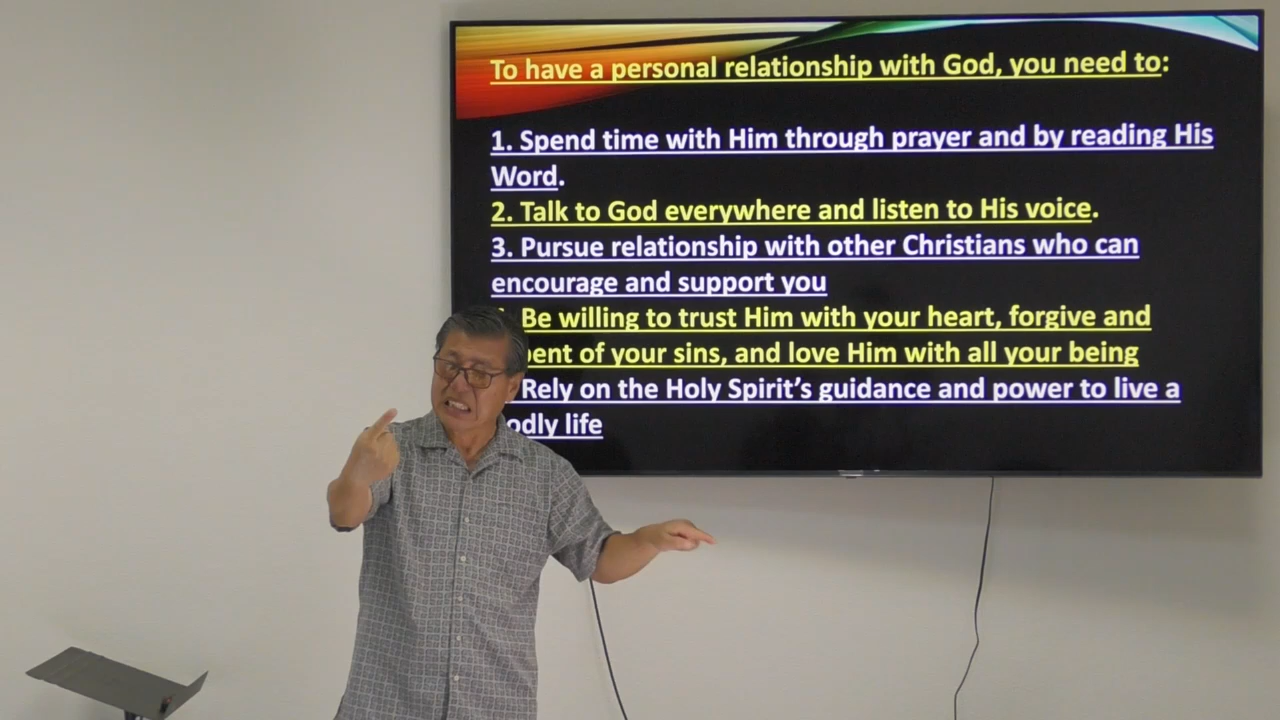 To have a personal relationship with God, you need to:
1. Spend time with Him through prayer and by reading His
Word.
2. Talk to God everywhere and listen to His voice.
3. Pursue relationship with other Christians who can
encourage and support you
Be willing to trust Him with your heart, forgive and
of your sins, and love Him with all your being
Rely on the Holy Spirit’s guidance and power to live a
life